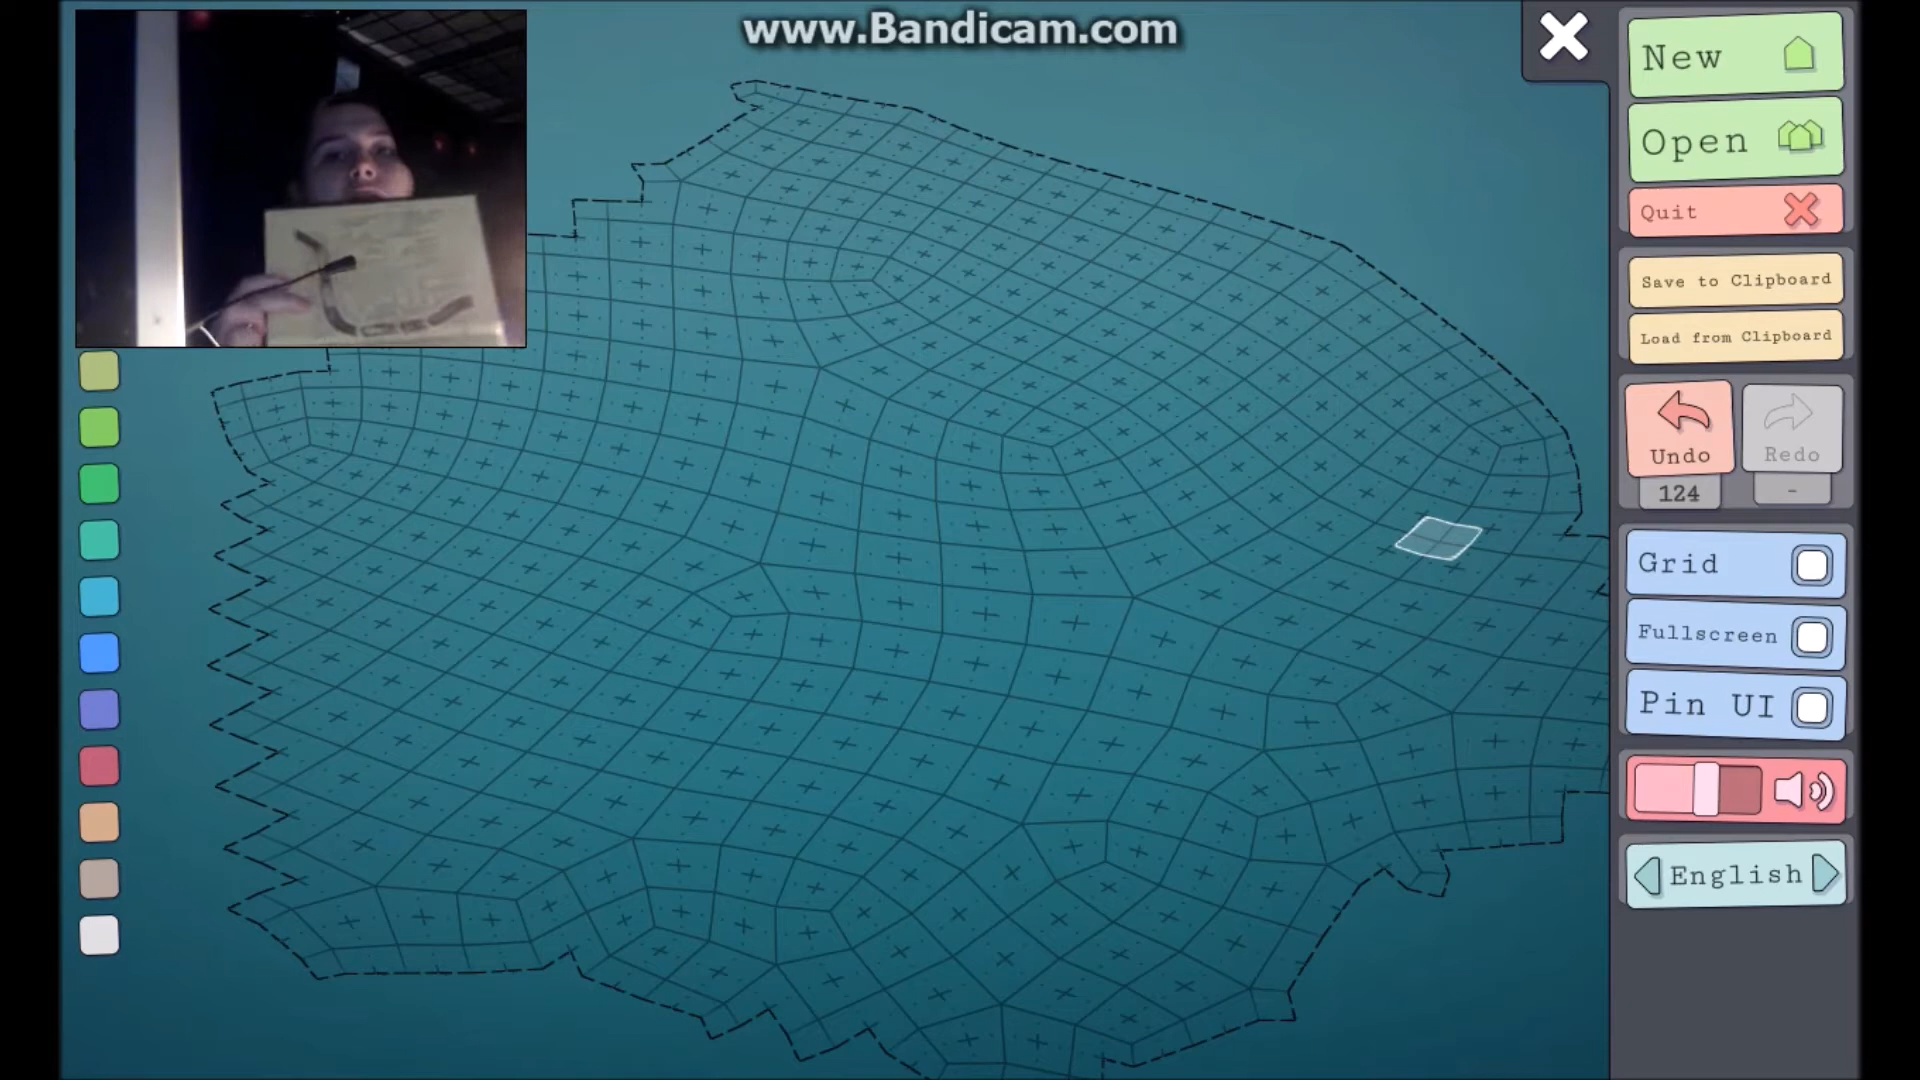 www.Bandicam.com
New
Open
Quit
Save to Clipboard
Load from Clipboard
Undo
Redo
124
-
Grid
Fullscreen
Pin UI
English